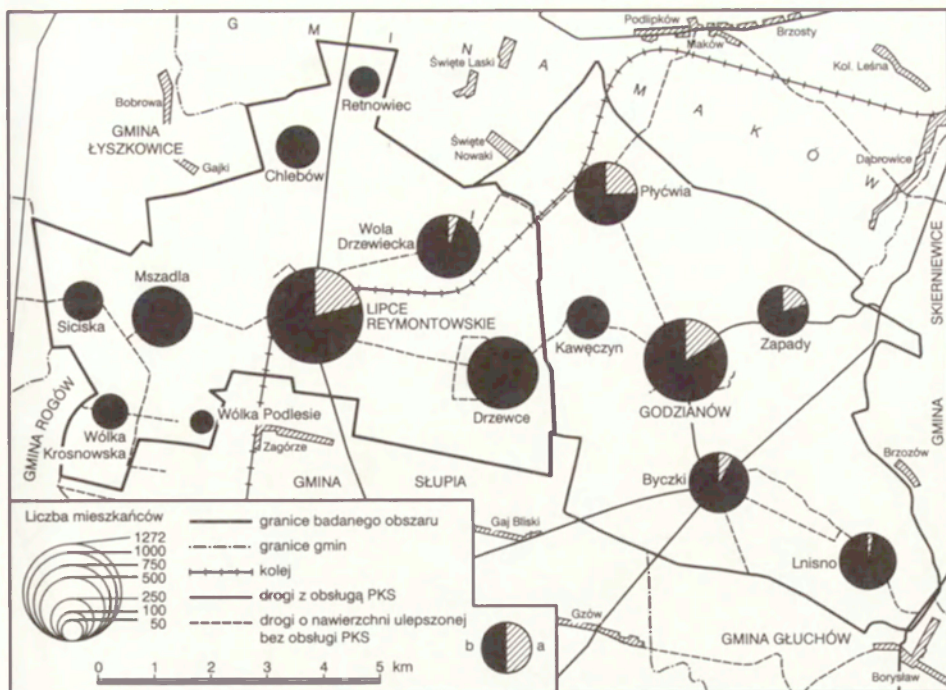 G M I N A M A K Ó W
Podlipków
Brzosty
Maków
Święte Laski
Kol. Leśna
Retnowiec
Bobrowa
GMINA
ŁYSZKOWICE
Gajki
Chlebów
Święte
Nowaki
Dąbrowice
Płyćwia
Wola
Drzewiecka
Mszadla
Siciska
LIPCE
REYMONTOWSKIE
Kawęczyn
Zapady
SKIERNIEWICE
GMINA
Drzewce
GODZIANÓW
GMINA ROGÓW
Wólka
Krosnowska
Wólka Podlesie
Zagórze
GMINA SŁUPIA
Byczki
Brzozów
Gaj Bliski
Lnisno
Gzów
GMINA GŁUCHÓW
Borysław
Liczba mieszkańców
1272
1000
750
500
250
100
50
granice badanego obszaru
granice gmin
kolej
drogi z obsługą PKS
drogi o nawierzchni ulepszonej
bez obsługi PKS
b a
0 1 2 3 4 5 km